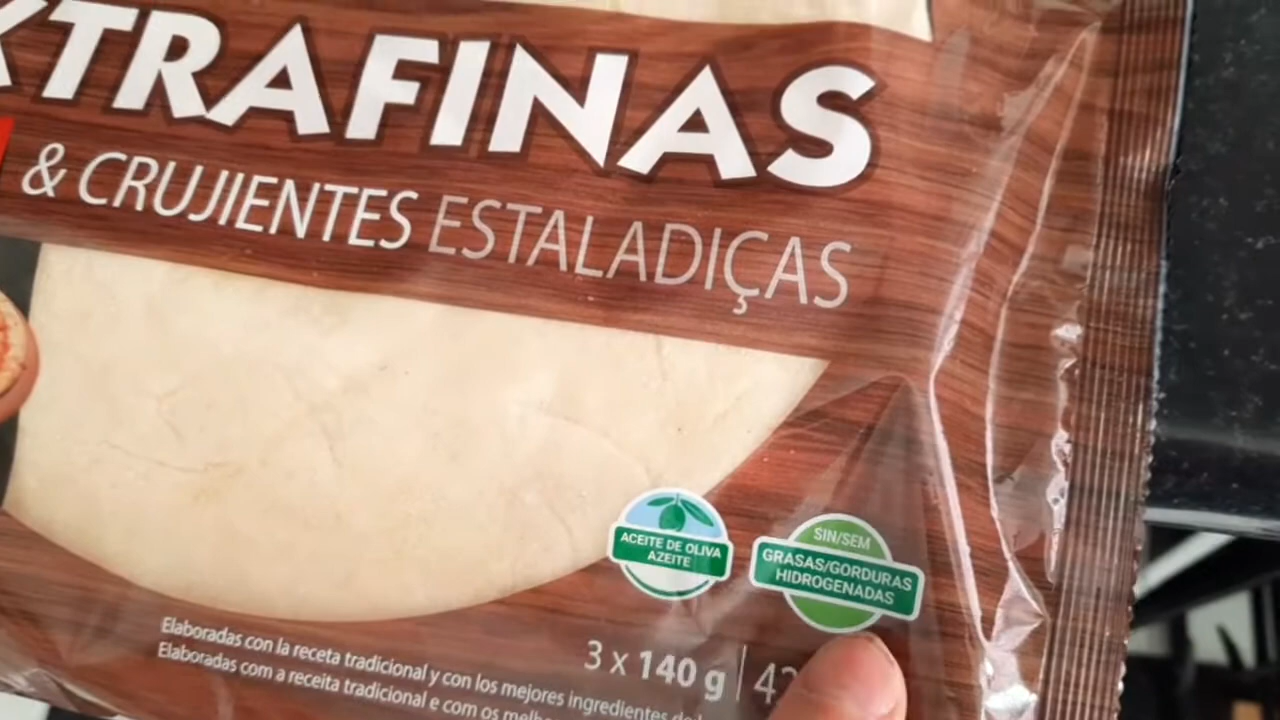 XTRAFINAS
& CRUJIENTES ESTALADIÇAS
ACEITE DE OLIVA
AZEITE
SIN/SEM
GRASAS/GORDURAS
HIDROGENADAS
3 x 140 g | 42
Elaboradas con la receta tradicional y con los mejores ingredientes
Elaboradas com a receita tradicional e com os